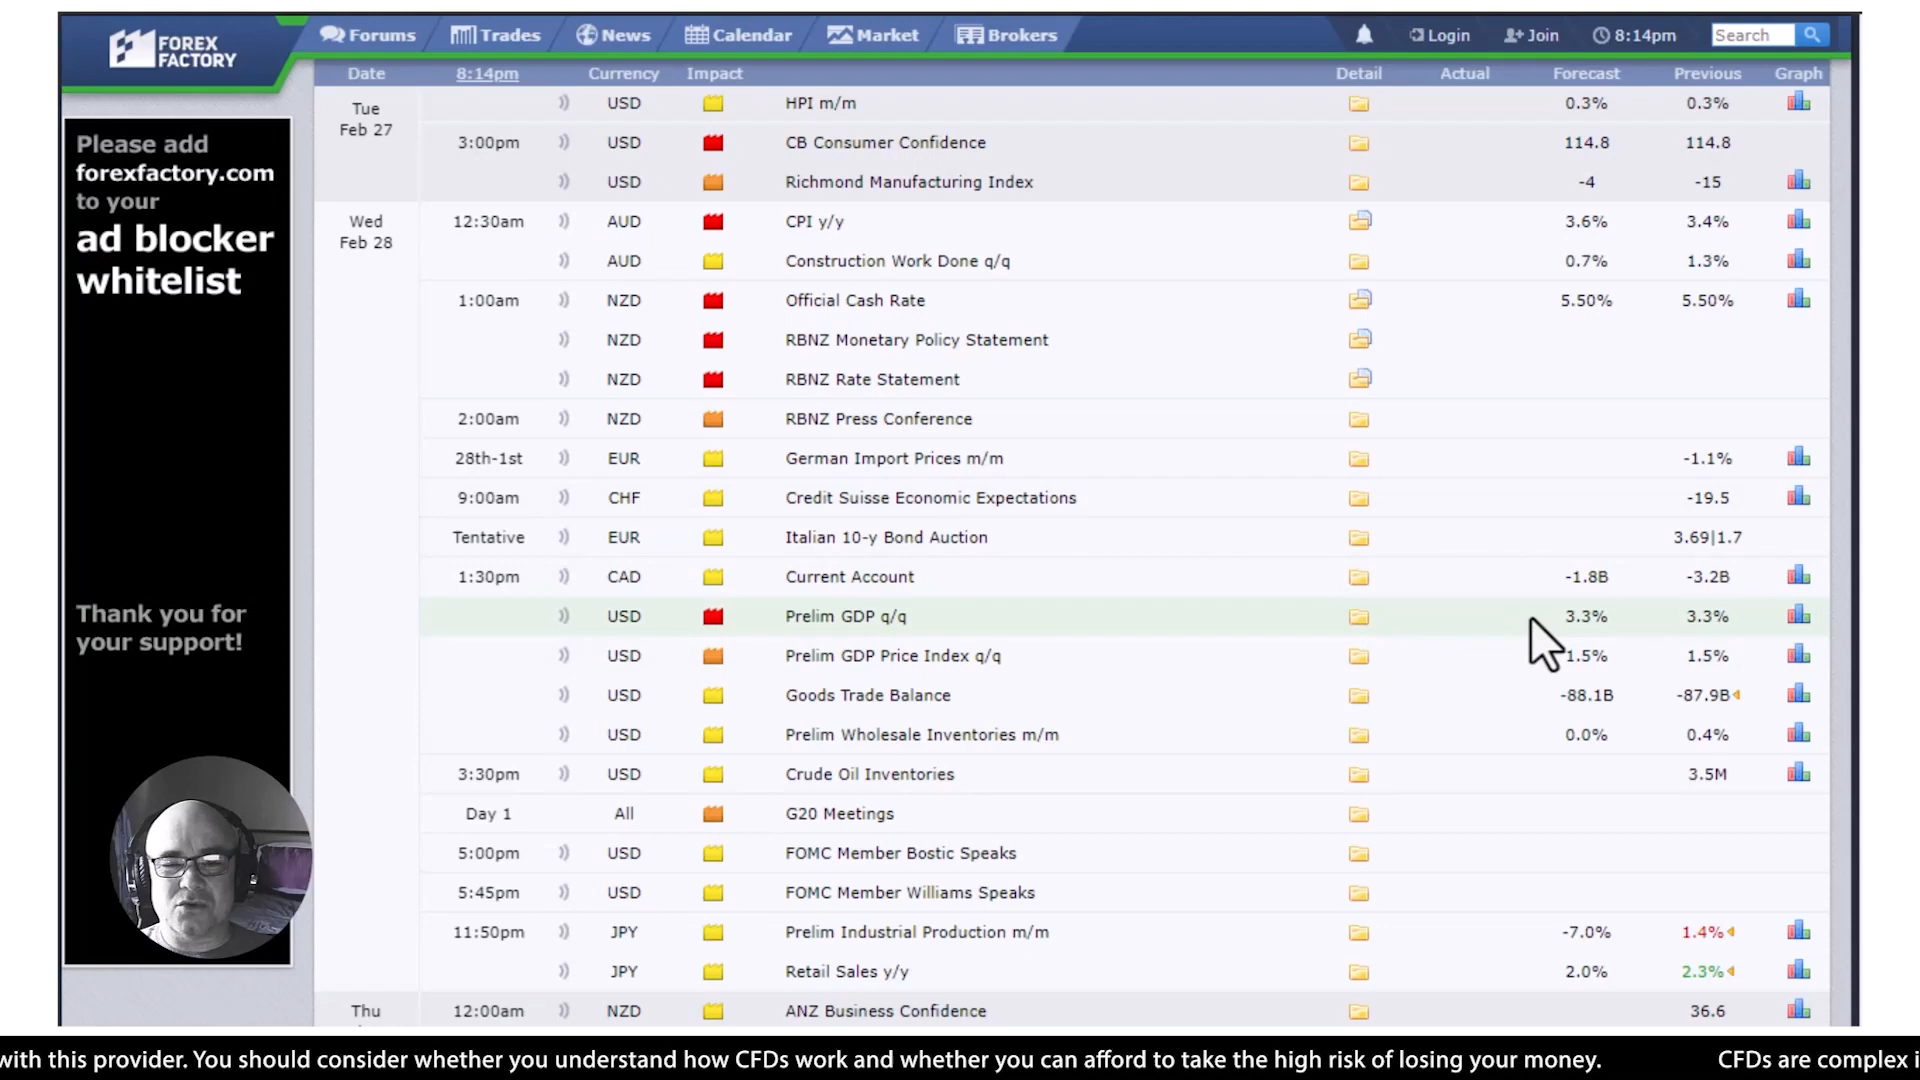 FOREX
FACTORY
Forums Trades News Calendar Market Brokers Login Join 8:14pm Search
Date 8:14pm Currency Impact Detail Actual Forecast Previous Graph
Please add
forexfactory.com
to your
ad blocker
whitelist
Thank you for
your support!
Tue
Feb 27
USD HPI m/m 0.3% 0.3%
3:00pm USD CB Consumer Confidence 114.8 114.8
USD Richmond Manufacturing Index -4 -15
Wed
Feb 28
12:30am AUD CPI y/y 3.6% 3.4%
AUD Construction Work Done q/q 0.7% 1.3%
1:00am NZD Official Cash Rate 5.50% 5.50%
NZD RBNZ Monetary Policy Statement
NZD RBNZ Rate Statement
2:00am NZD RBNZ Press Conference
28th-1st EUR German Import Prices m/m -1.1%
9:00am CHF Credit Suisse Economic Expectations -19.5
Tentative EUR Italian 10-y Bond Auction 3.69|1.7
1:30pm CAD Current Account -1.8B -3.2B
USD Prelim GDP q/q 3.3% 3.3%
USD Prelim GDP Price Index q/q 1.5% 1.5%
USD Goods Trade Balance -88.1B -87.9B
USD Prelim Wholesale Inventories m/m 0.0% 0.4%
3:30pm USD Crude Oil Inventories 3.5M
Day 1 All G20 Meetings
5:00pm USD FOMC Member Bostic Speaks
5:45pm USD FOMC Member Williams Speaks
11:50pm JPY Prelim Industrial Production m/m -7.0% 1.4%
JPY Retail Sales y/y 2.0% 2.3%
Thu 12:00am NZD ANZ Business Confidence 36.6
with this provider. You should consider whether you understand how CFDs work and whether you can afford to take the high risk of losing your money. CFDs are complex i